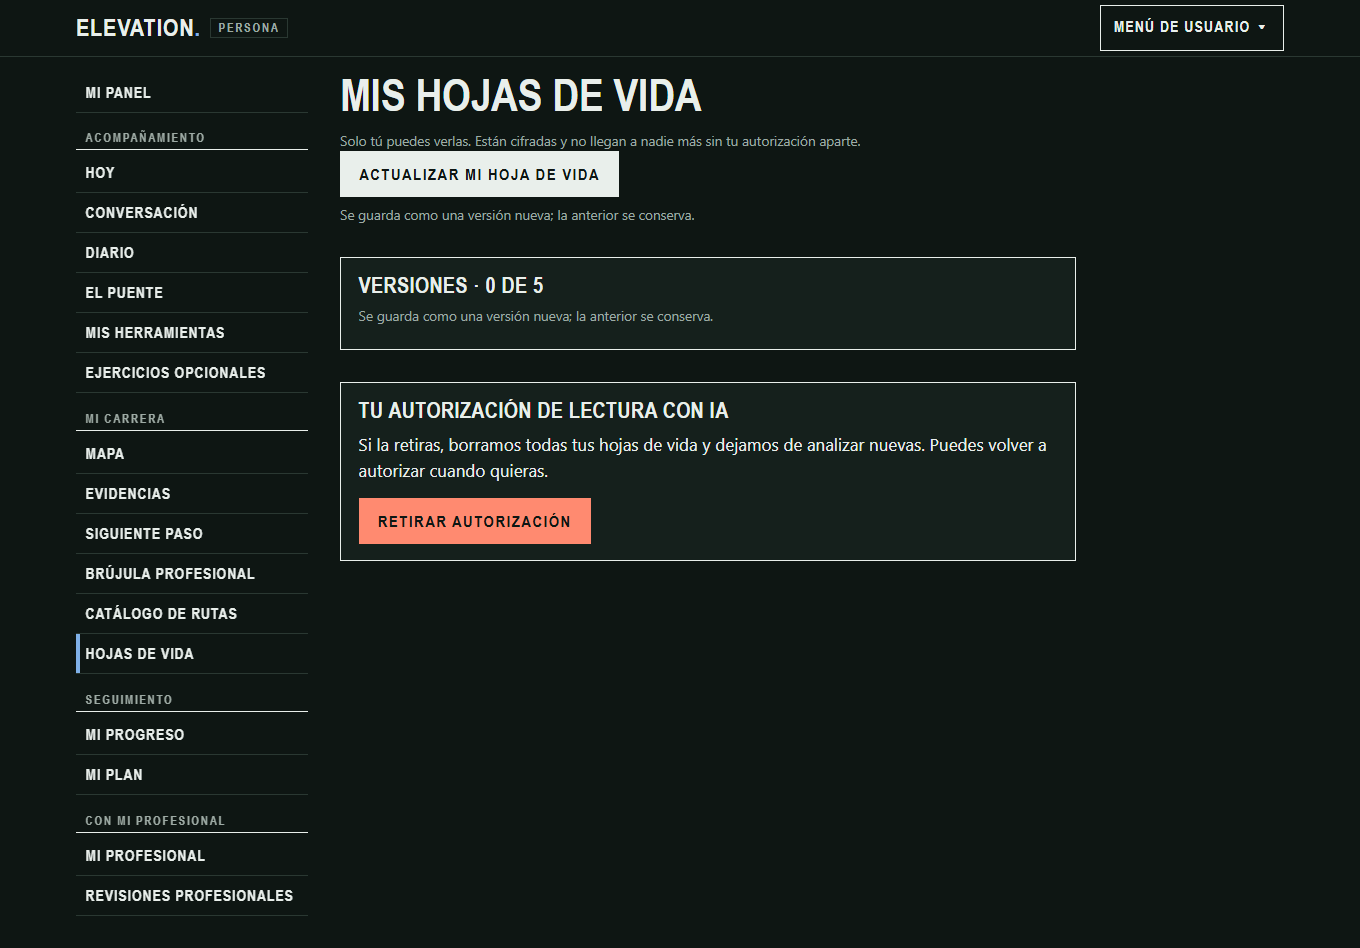 ELEVATION. PERSONA
MENÚ DE USUARIO
MI PANEL
ACOMPAÑAMIENTO
HOY
CONVERSACIÓN
DIARIO
EL PUENTE
MIS HERRAMIENTAS
EJERCICIOS OPCIONALES
MI CARRERA
MAPA
EVIDENCIAS
SIGUIENTE PASO
BRÚJULA PROFESIONAL
CATÁLOGO DE RUTAS
HOJAS DE VIDA
SEGUIMIENTO
MI PROGRESO
MI PLAN
CON MI PROFESIONAL
MI PROFESIONAL
REVISIONES PROFESIONALES
MIS HOJAS DE VIDA
Solo tú puedes verlas. Están cifradas y no llegan a nadie más sin tu autorización aparte.
ACTUALIZAR MI HOJA DE VIDA
Se guarda como una versión nueva; la anterior se conserva.
VERSIONES · 0 DE 5
Se guarda como una versión nueva; la anterior se conserva.
TU AUTORIZACIÓN DE LECTURA CON IA
Si la retiras, borramos todas tus hojas de vida y dejamos de analizar nuevas. Puedes volver a
autorizar cuando quieras.
RETIRAR AUTORIZACIÓN